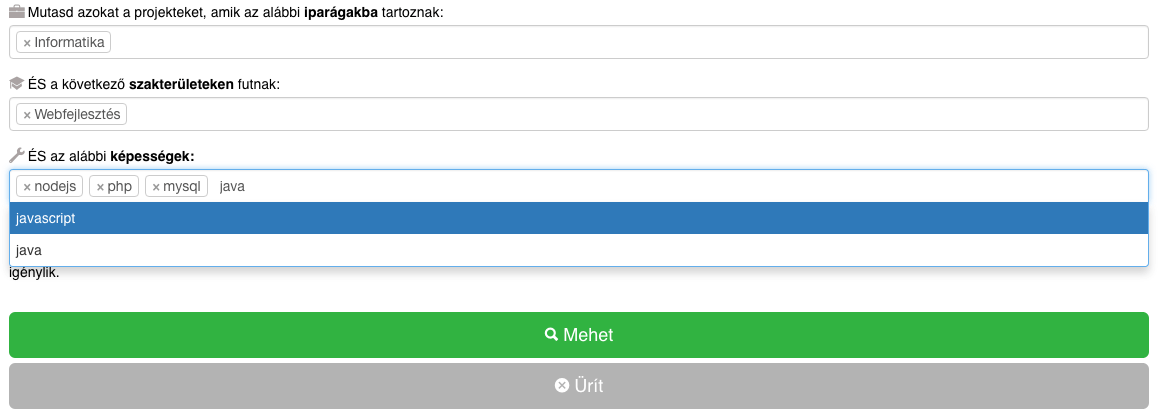 Mutasd azokat a projekteket, amik az alábbi iparágakba tartoznak:
× Informatika
ÉS a következő szakterületeken futnak:
× Webfejlesztés
ÉS az alábbi képességek:
× nodejs × php × mysql java
javascript
java
igénylik.
Mehet
Ürít